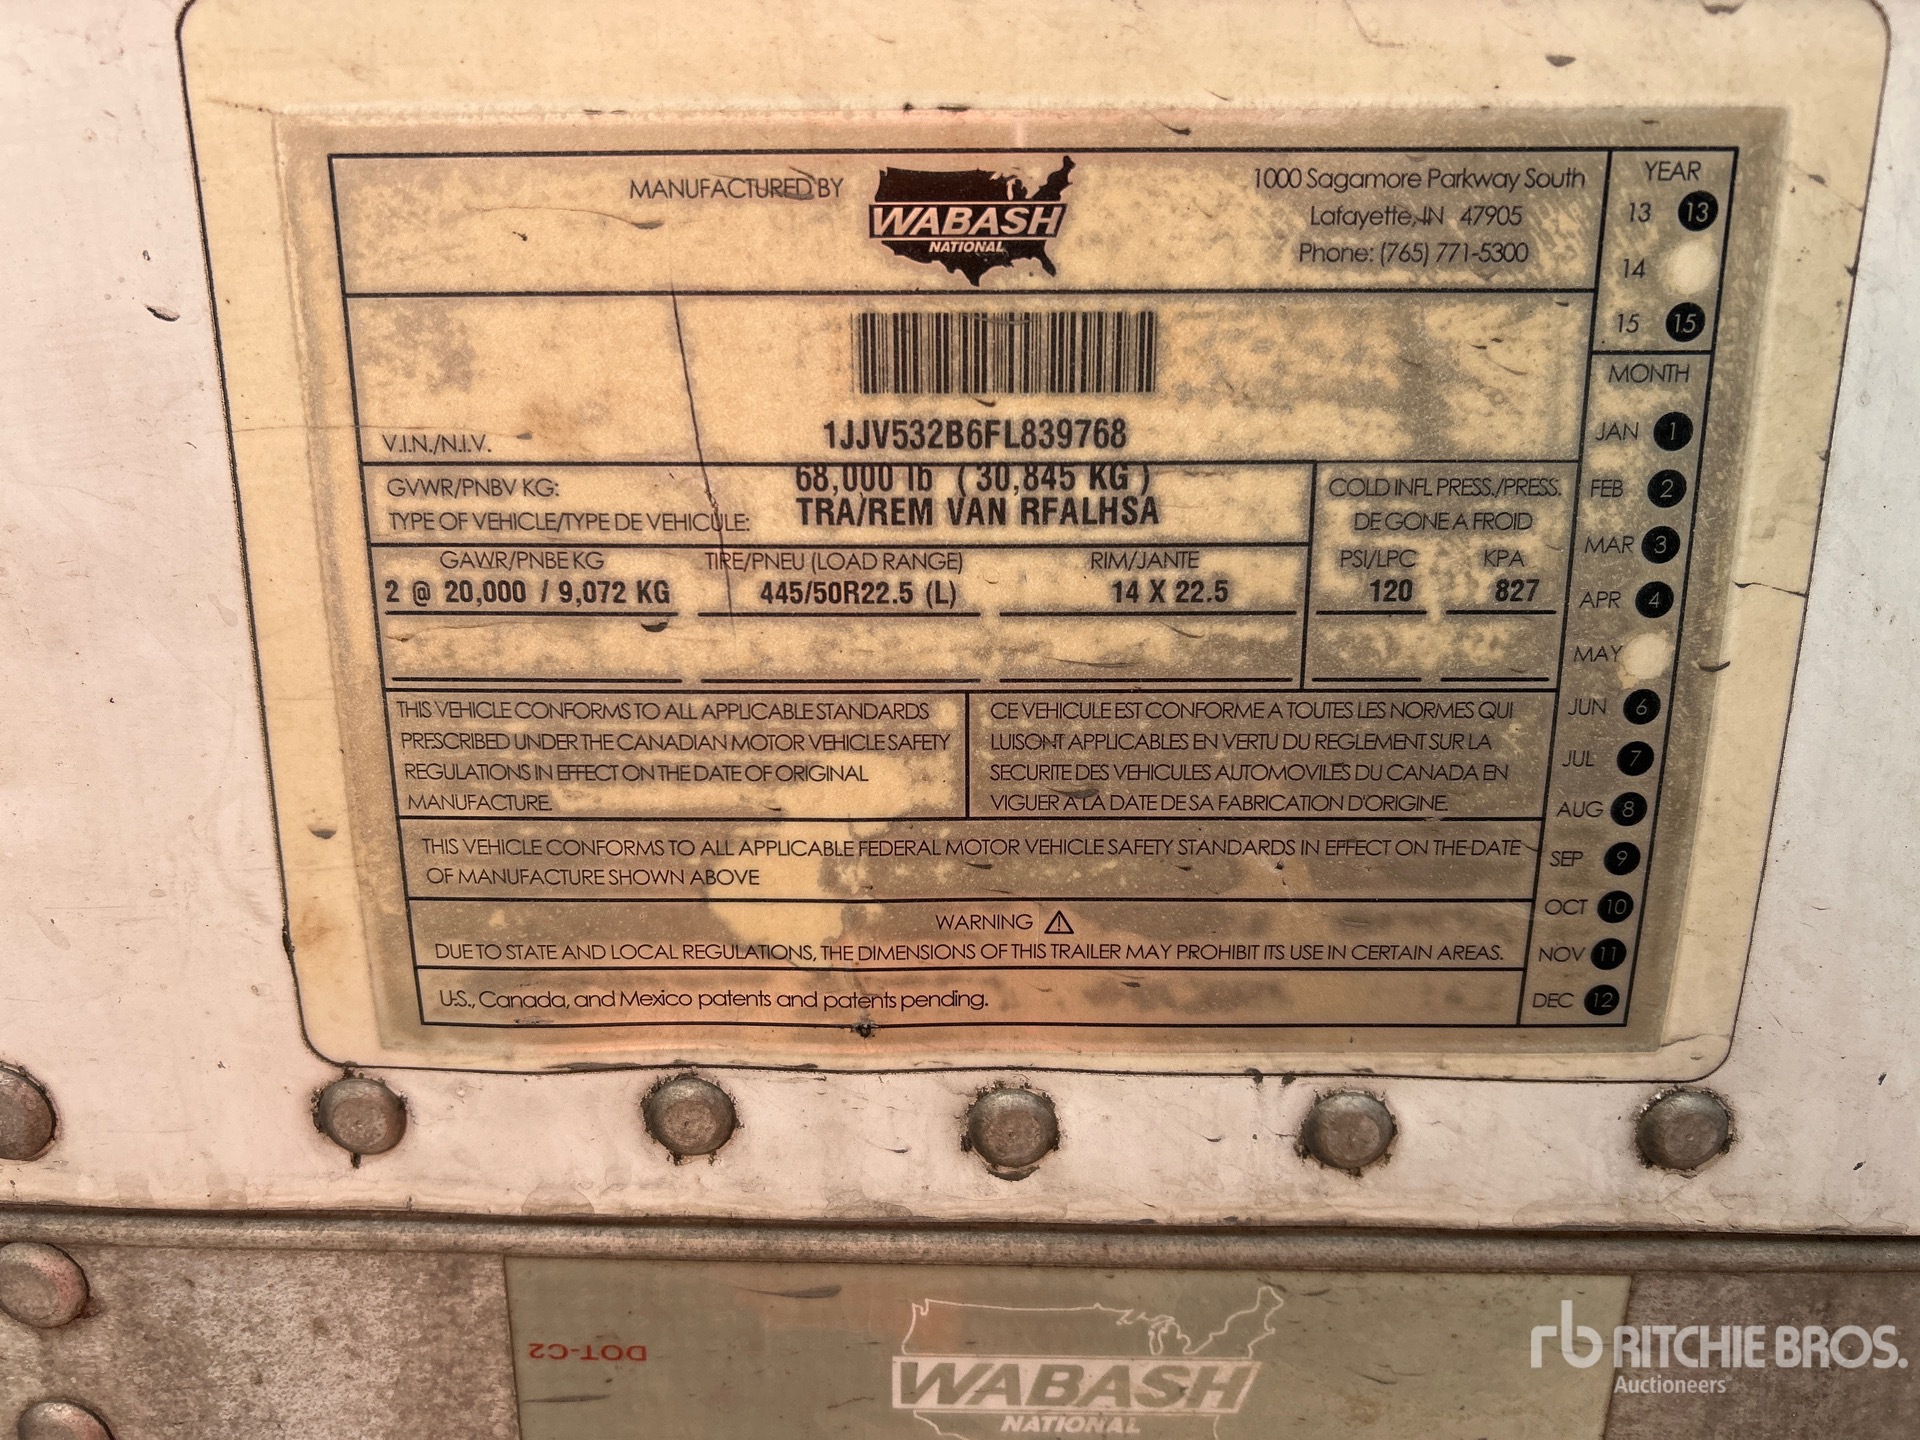 MANUFACTURED BY
WABASH
NATIONAL
1000 Sagamore Parkway South
Lafayette, IN 47905
Phone: (765) 771-5300
YEAR
13 13
14
15 15
V.I.N./N.I.V.
1JJV532B6FL839768
GVWR/PNBV KG: 68,000 lb (30,845 KG)
TYPE OF VEHICLE/TYPE DE VEHICULE: TRA/REM VAN RFALHSA
COLD INFL PRESS./PRESS.
DE GONE A FROID
GAWR/PNBE KG TIRE/PNEU (LOAD RANGE) RIM/JANTE PSI/LPC KPA
2 @ 20,000 / 9,072 KG 445/50R22.5 (L) 14 X 22.5 120 827
THIS VEHICLE CONFORMS TO ALL APPLICABLE STANDARDS
PRESCRIBED UNDER THE CANADIAN MOTOR VEHICLE SAFETY
REGULATIONS IN EFFECT ON THE DATE OF ORIGINAL
MANUFACTURE.
CE VEHICULE EST CONFORME A TOUTES LES NORMES QUI
LUI SONT APPLICABLES EN VERTU DU REGLEMENT SUR LA
SECURITE DES VEHICULES AUTOMOVILES DU CANADA EN
VIGUER A LA DATE DE SA FABRICATION D'ORIGINE.
THIS VEHICLE CONFORMS TO ALL APPLICABLE FEDERAL MOTOR VEHICLE SAFETY STANDARDS IN EFFECT ON THE DATE
OF MANUFACTURE SHOWN ABOVE
WARNING
DUE TO STATE AND LOCAL REGULATIONS, THE DIMENSIONS OF THIS TRAILER MAY PROHIBIT ITS USE IN CERTAIN AREAS.
U.S., Canada, and Mexico patents and patents pending.
MONTH
JAN 1
FEB 2
MAR 3
APR 4
MAY
JUN 6
JUL 7
AUG 8
SEP 9
OCT 10
NOV 11
DEC 12
DOT-C2
WABASH
NATIONAL
rb RITCHIE BROS.
Auctioneers